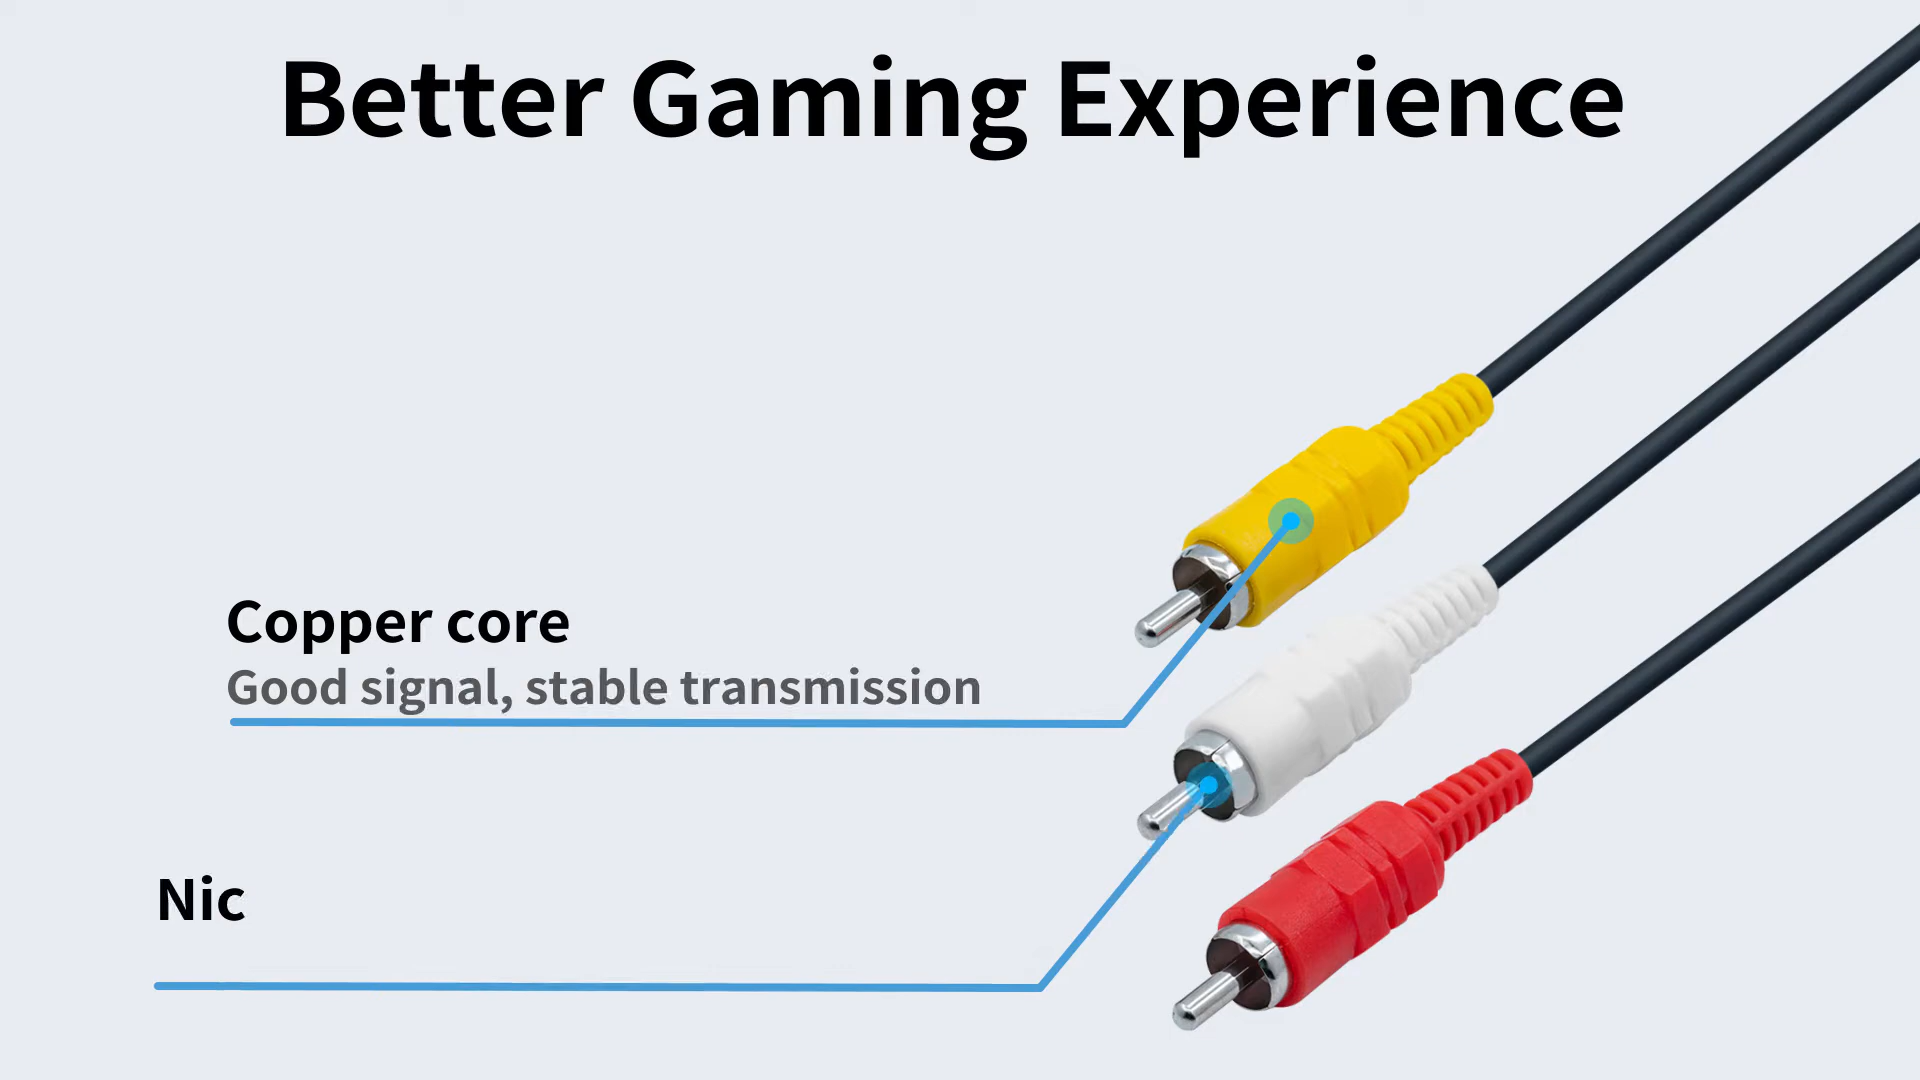 Better Gaming Experience
Copper core
Good signal, stable transmission
Nic